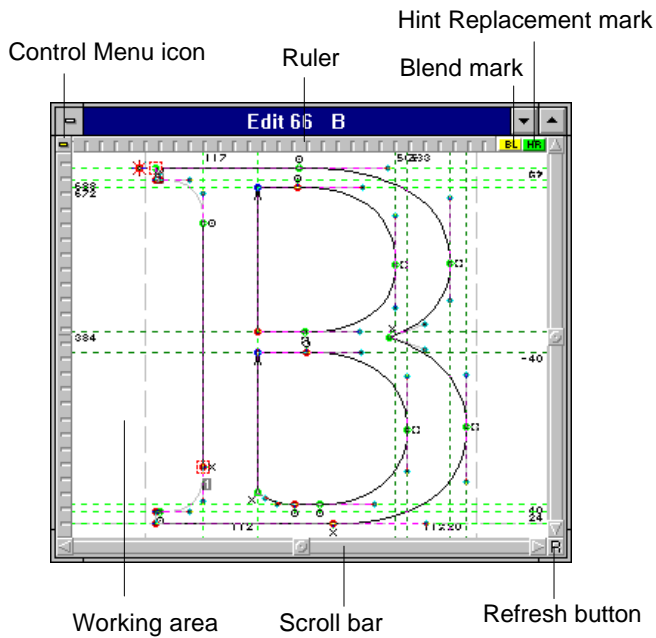 Hint Replacement mark
Control Menu icon
Ruler
Blend mark
Edit 66 B
BL HR
117
672
384
-40
40
24
112
R
Working area
Scroll bar
Refresh button